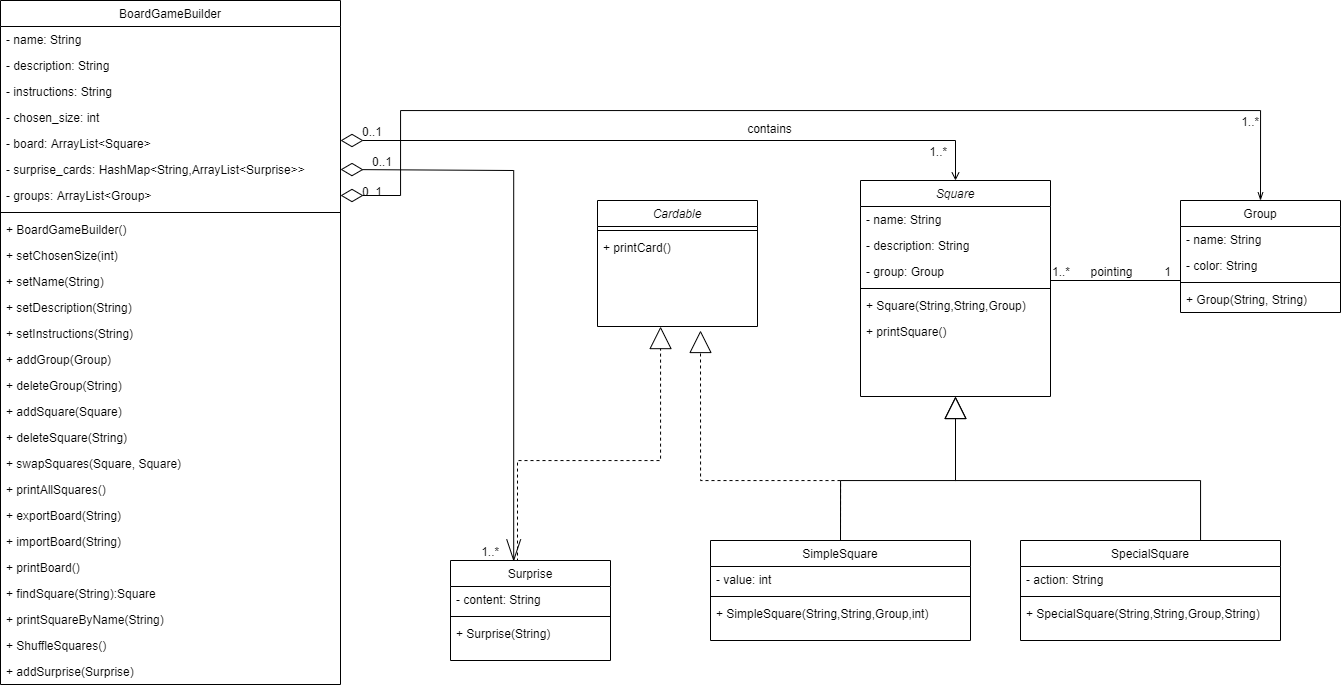 BoardGameBuilder
- name: String
- description: String
- instructions: String
- chosen_size: int
- board: ArrayList<Square>
- surprise_cards: HashMap<String,ArrayList<Surprise>>
- groups: ArrayList<Group>
+ BoardGameBuilder()
+ setChosenSize(int)
+ setName(String)
+ setDescription(String)
+ setInstructions(String)
+ addGroup(Group)
+ deleteGroup(String)
+ addSquare(Square)
+ deleteSquare(String)
+ swapSquares(Square, Square)
+ printAllSquares()
+ exportBoard(String)
+ importBoard(String)
+ printBoard()
+ findSquare(String):Square
+ printSquareByName(String)
+ ShuffleSquares()
+ addSurprise(Surprise)
0..1
0..1
0..1
contains
1..*
1..*
Cardable
+ printCard()
Square
- name: String
- description: String
- group: Group
+ Square(String,String,Group)
+ printSquare()
1..*
pointing
1
Group
- name: String
- color: String
+ Group(String, String)
1..*
Surprise
- content: String
+ Surprise(String)
SimpleSquare
- value: int
+ SimpleSquare(String,String,Group,int)
SpecialSquare
- action: String
+ SpecialSquare(String,String,Group,String)